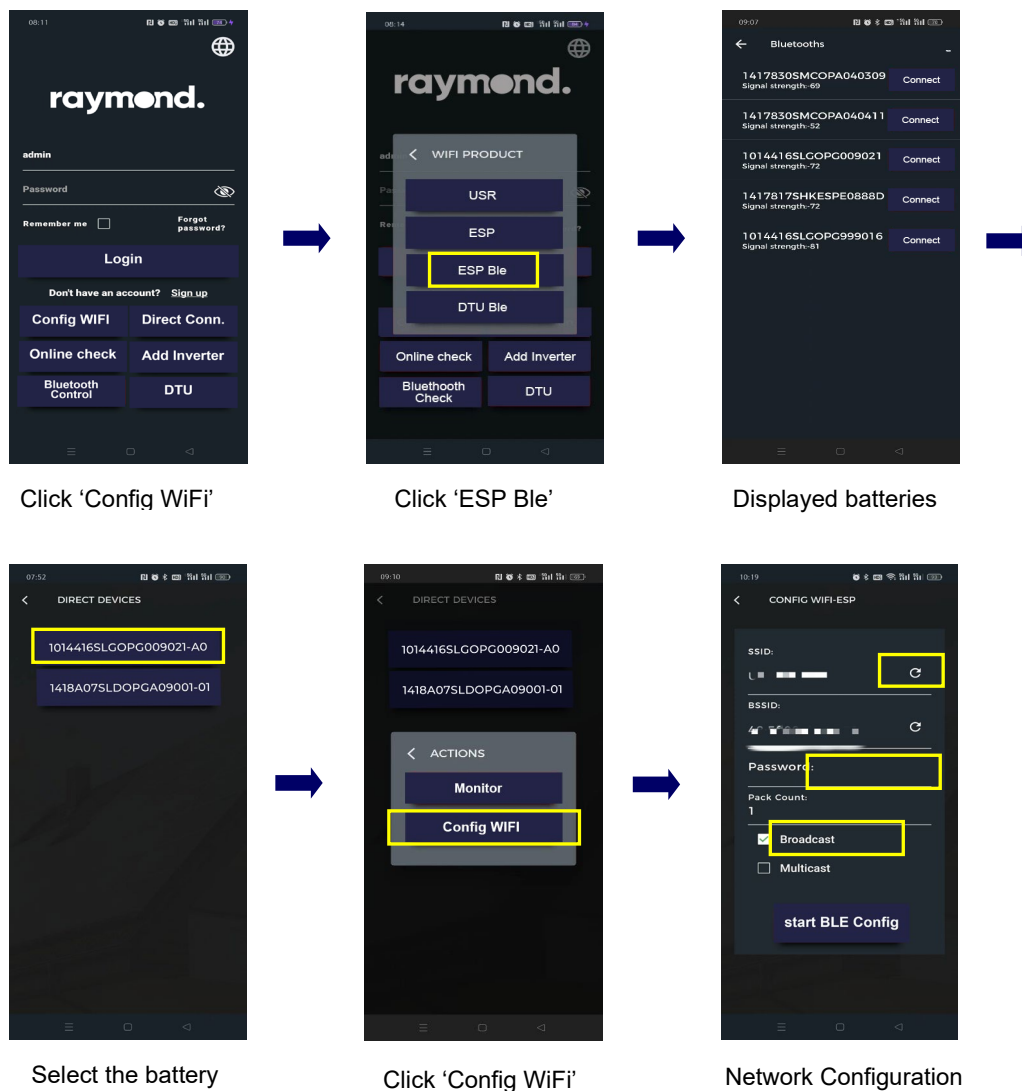 08:11
raymond.
admin
Password
Remember me
Forgot
password?
Login
Don't have an account? Sign up
Config WIFI
Direct Conn.
Online check
Add Inverter
Bluetooth
Control
DTU
Click ‘Config WiFi’
08:14
raymond.
WIFI PRODUCT
USR
ESP
ESP Ble
DTU Ble
Online check
Add Inverter
Bluethooth
Check
DTU
Click ‘ESP Ble’
09:07
Bluetooths
1417830SMCOPA040309
Signal strength:-69
Connect
1417830SMCOPA040411
Signal strength:-52
Connect
1014416SLGOPG009021
Signal strength:-72
Connect
1417817SHKESPE0888D
Signal strength:-72
Connect
1014416SLGOPG999016
Signal strength:-81
Connect
Displayed batteries
07:52
DIRECT DEVICES
1014416SLGOPG009021-A0
1418A07SLDOPGA09001-01
Select the battery
09:10
DIRECT DEVICES
1014416SLGOPG009021-A0
1418A07SLDOPGA09001-01
ACTIONS
Monitor
Config WIFI
Click ‘Config WiFi’
10:19
CONFIG WIFI-ESP
SSID:
BSSID:
Password:
Pack Count:
1
Broadcast
Multicast
start BLE Config
Network Configuration